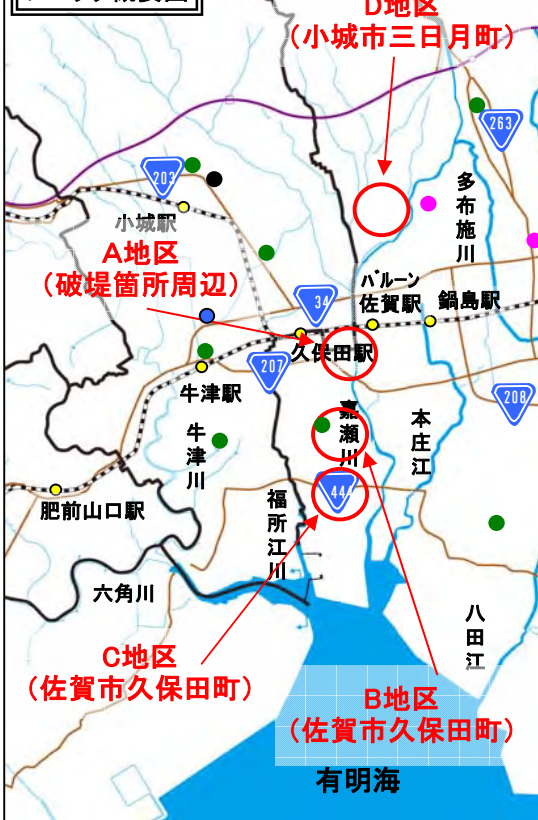 D地区
(小城市三日月町)
263
203
多布施川
小城駅
A地区
(破堤箇所周辺)
34
バルーン
佐賀駅
鍋島駅
久保田駅
207
牛津駅
208
嘉瀬川
本庄江
牛津川
444
福所江川
肥前山口駅
六角川
八田江
C地区
(佐賀市久保田町)
B地区
(佐賀市久保田町)
有明海